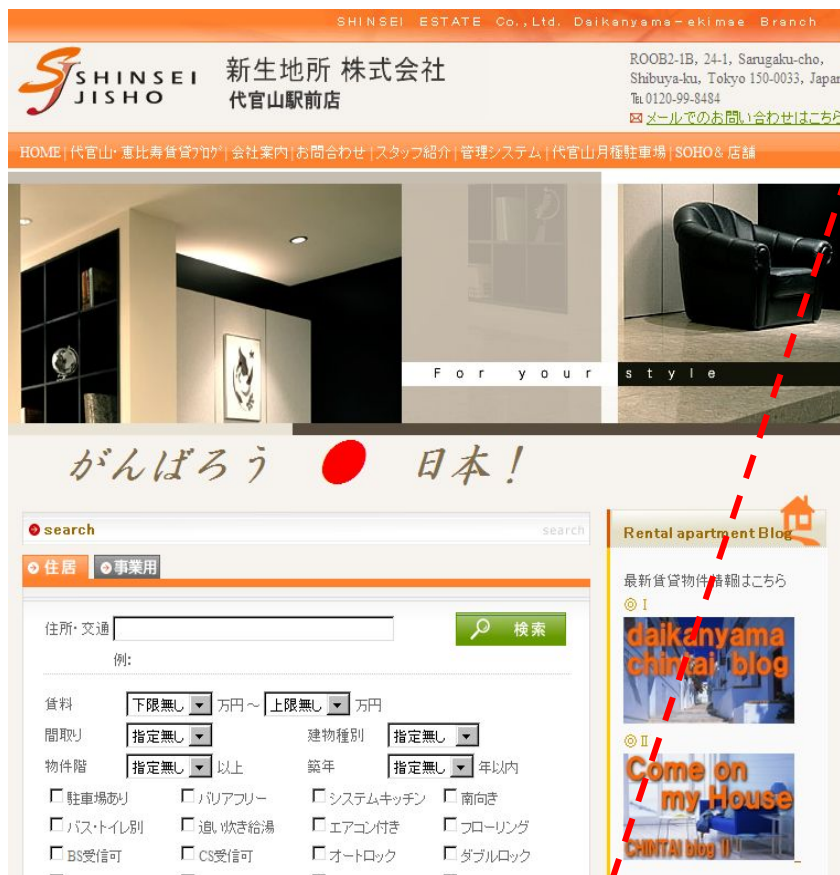 SHINSEI ESTATE Co.,Ltd. Daikanyama-ekimae Branch
SHINSEI
JISHO
新生地所 株式会社
代官山駅前店
ROOB2-1B, 24-1, Sarugaku-cho,
Shibuya-ku, Tokyo 150-0033, Japan
℡0120-99-8484
メールでのお問い合わせはこちら
HOME | 代官山・恵比寿賃貸ブログ | 会社案内 | お問合わせ | スタッフ紹介 | 管理システム | 代官山月極駐車場 | SOHO & 店舗
For your style
がんばろう 日本!
search search
住居 事業用
住所・交通 検索
例:
賃料 下限無し 万円 ~ 上限無し 万円
間取り 指定無し 建物種別 指定無し
物件階 指定無し 以上 築年 指定無し 年以内
駐車場あり バリアフリー システムキッチン 南向き
バス・トイレ別 追い炊き給湯 エアコン付き フローリング
BS受信可 CS受信可 オートロック ダブルロック
Rental apartment Blog
最新賃貸物件情報はこちら
◎ I
daikanyama
chintai blog
◎ II
Come on
my House
CHINTAI blog II